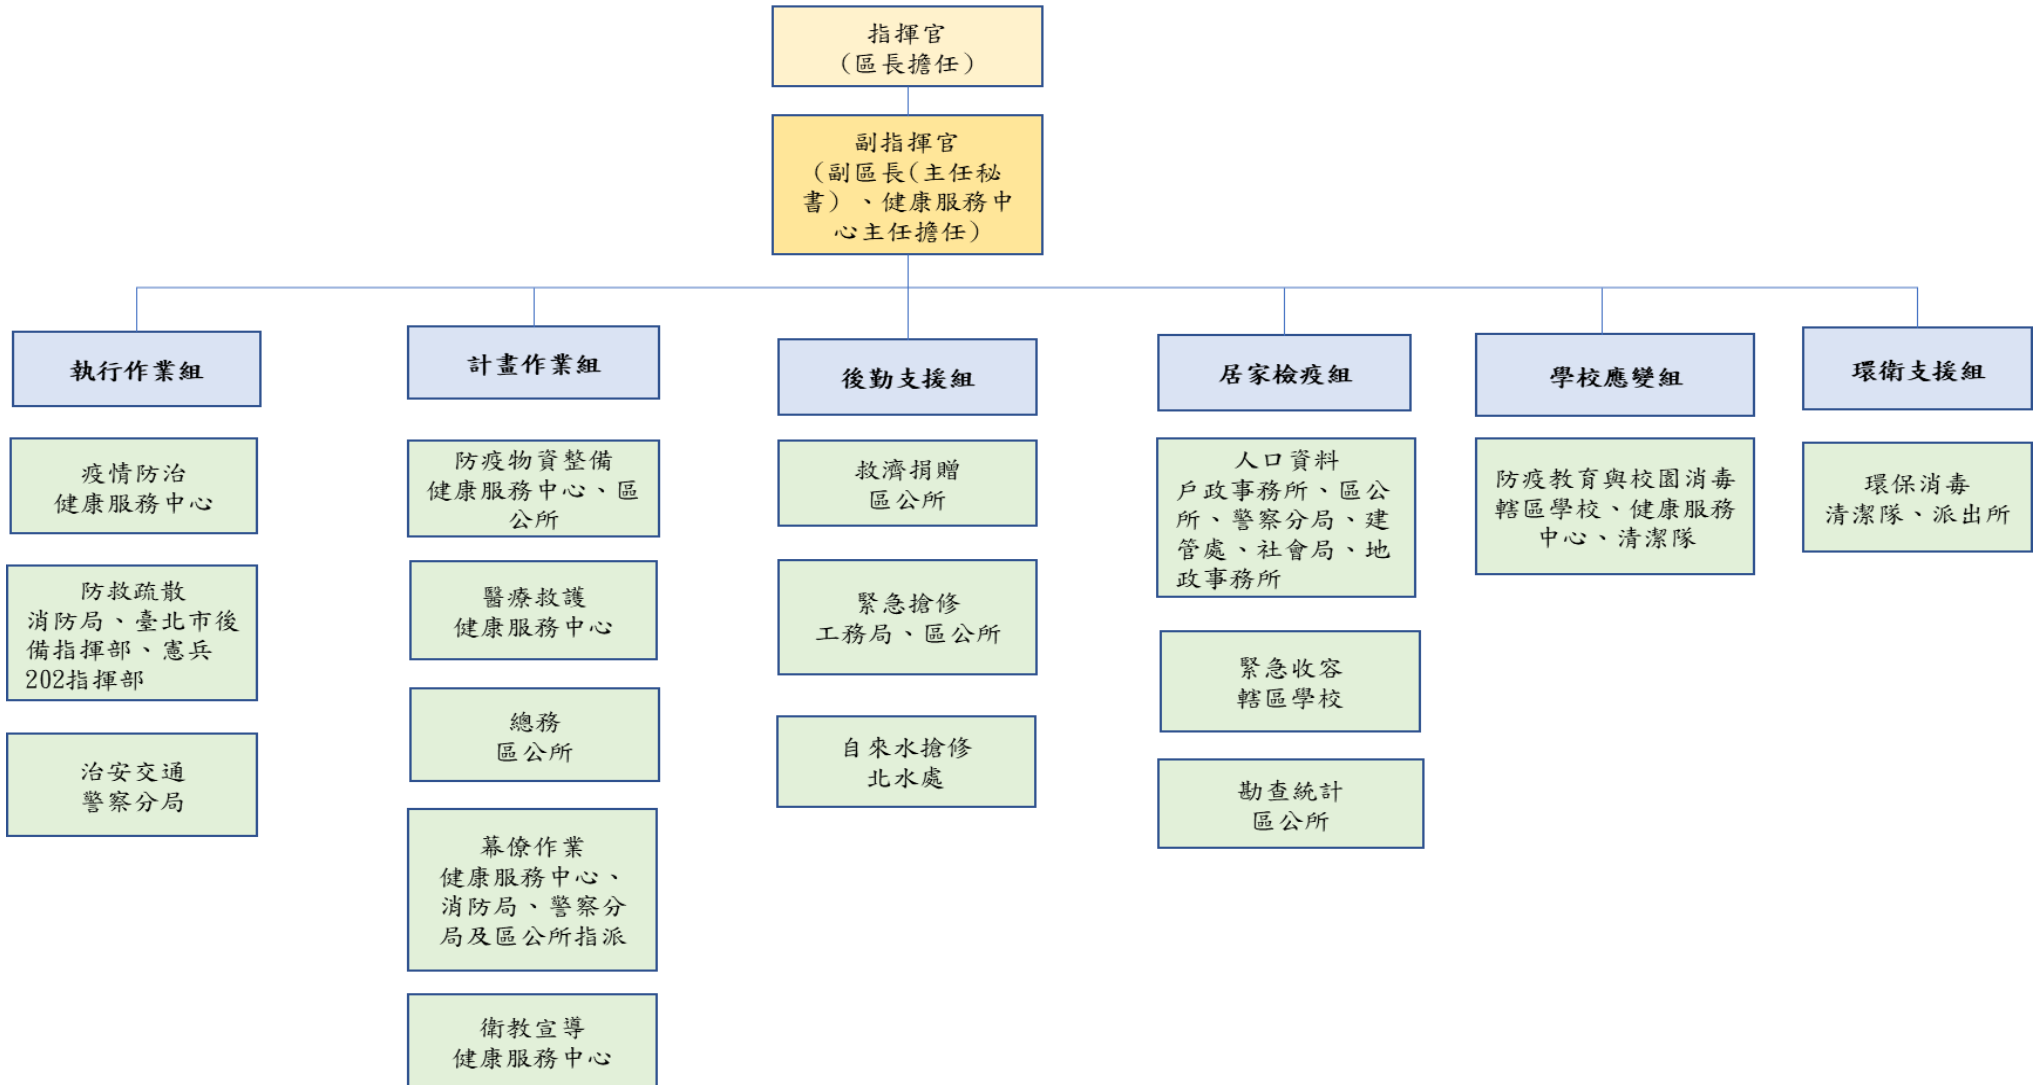 指揮官
(區長擔任)
副指揮官
(副區長(主任秘
書)、健康服務中
心主任擔任)
執行作業組
疫情防治
健康服務中心
防救疏散
消防局、臺北市後
備指揮部、憲兵
202指揮部
治安交通
警察分局
計畫作業組
防疫物資整備
健康服務中心、區
公所
醫療救護
健康服務中心
總務
區公所
幕僚作業
健康服務中心、
消防局、警察分
局及區公所指派
衛教宣導
健康服務中心
後勤支援組
救濟捐贈
區公所
緊急搶修
工務局、區公所
自來水搶修
北水處
居家檢疫組
人口資料
戶政事務所、區公
所、警察分局、建
管處、社會局、地
政事務所
緊急收容
轄區學校
勘查統計
區公所
學校應變組
防疫教育與校園消毒
轄區學校、健康服務
中心、清潔隊
環衛支援組
環保消毒
清潔隊、派出所